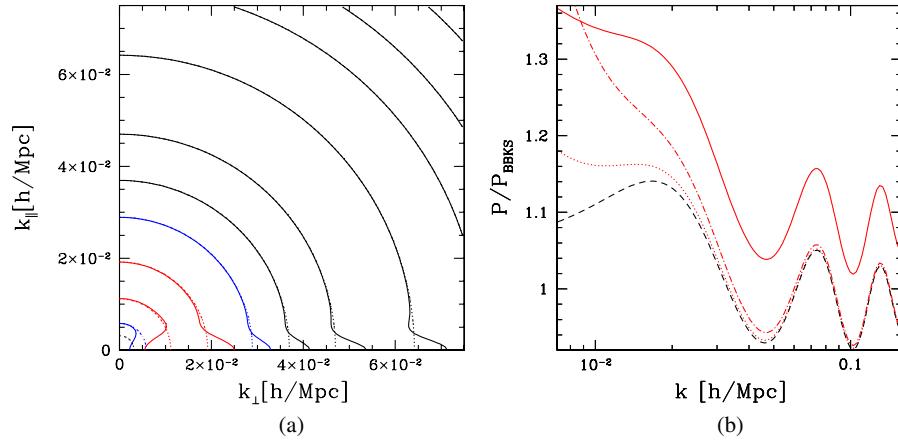 6×10⁻²
4×10⁻²
2×10⁻²
0
k∥[h/Mpc]
0 2×10⁻² 4×10⁻² 6×10⁻²
k⊥[h/Mpc]
(a)
1.3
1.2
1.1
1
P/P_BBKS
10⁻² 0.1
k [h/Mpc]
(b)